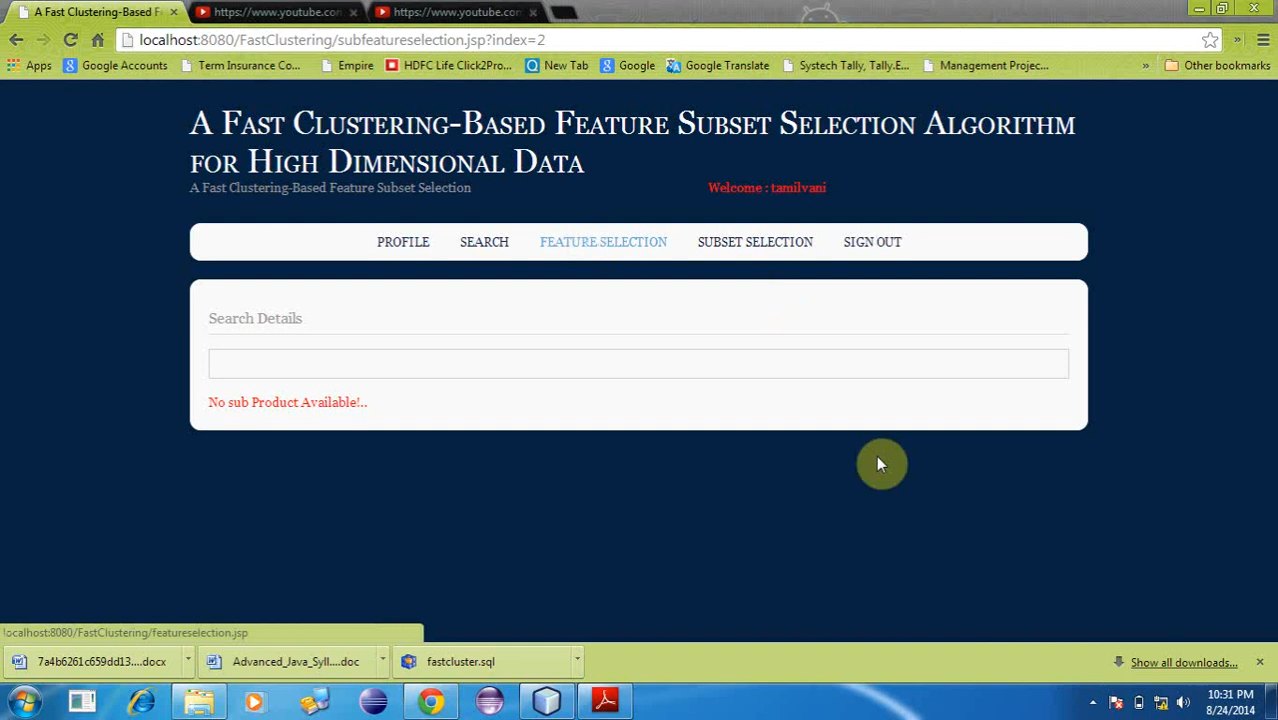 A Fast Clustering-Based F
https://www.youtube.con
https://www.youtube.con
localhost:8080/FastClustering/subfeatureselection.jsp?index=2
Apps Google Accounts Term Insurance Co... Empire HDFC Life Click2Pro... New Tab Google Google Translate Systech Tally, Tally.E... Management Projec... » Other bookmarks
A Fast Clustering-Based Feature Subset Selection Algorithm
for High Dimensional Data
A Fast Clustering-Based Feature Subset Selection Welcome : tamilvani
PROFILE SEARCH FEATURE SELECTION SUBSET SELECTION SIGN OUT
Search Details
No sub Product Available!..
localhost:8080/FastClustering/featureselection.jsp
7a4b6261c659dd13....docx Advanced_Java_Syll....doc fastcluster.sql Show all downloads...
10:31 PM
8/24/2014